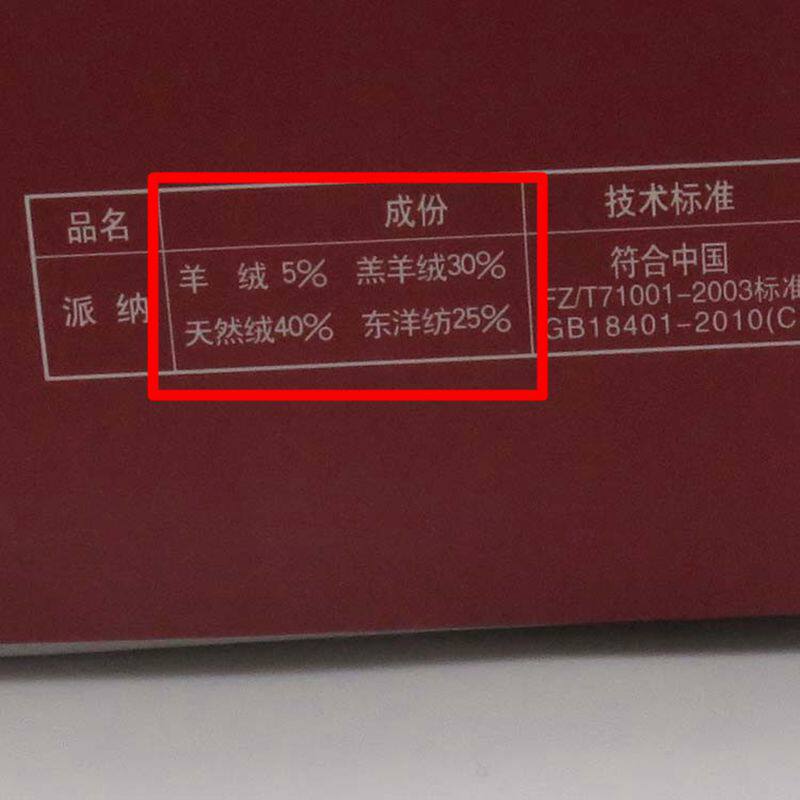 品名 成份 技术标准
派纳 羊绒5% 羔羊绒30% 符合中国
天然绒40% 东洋纺25% FZ/T71001-2003标准
GB18401-2010(C